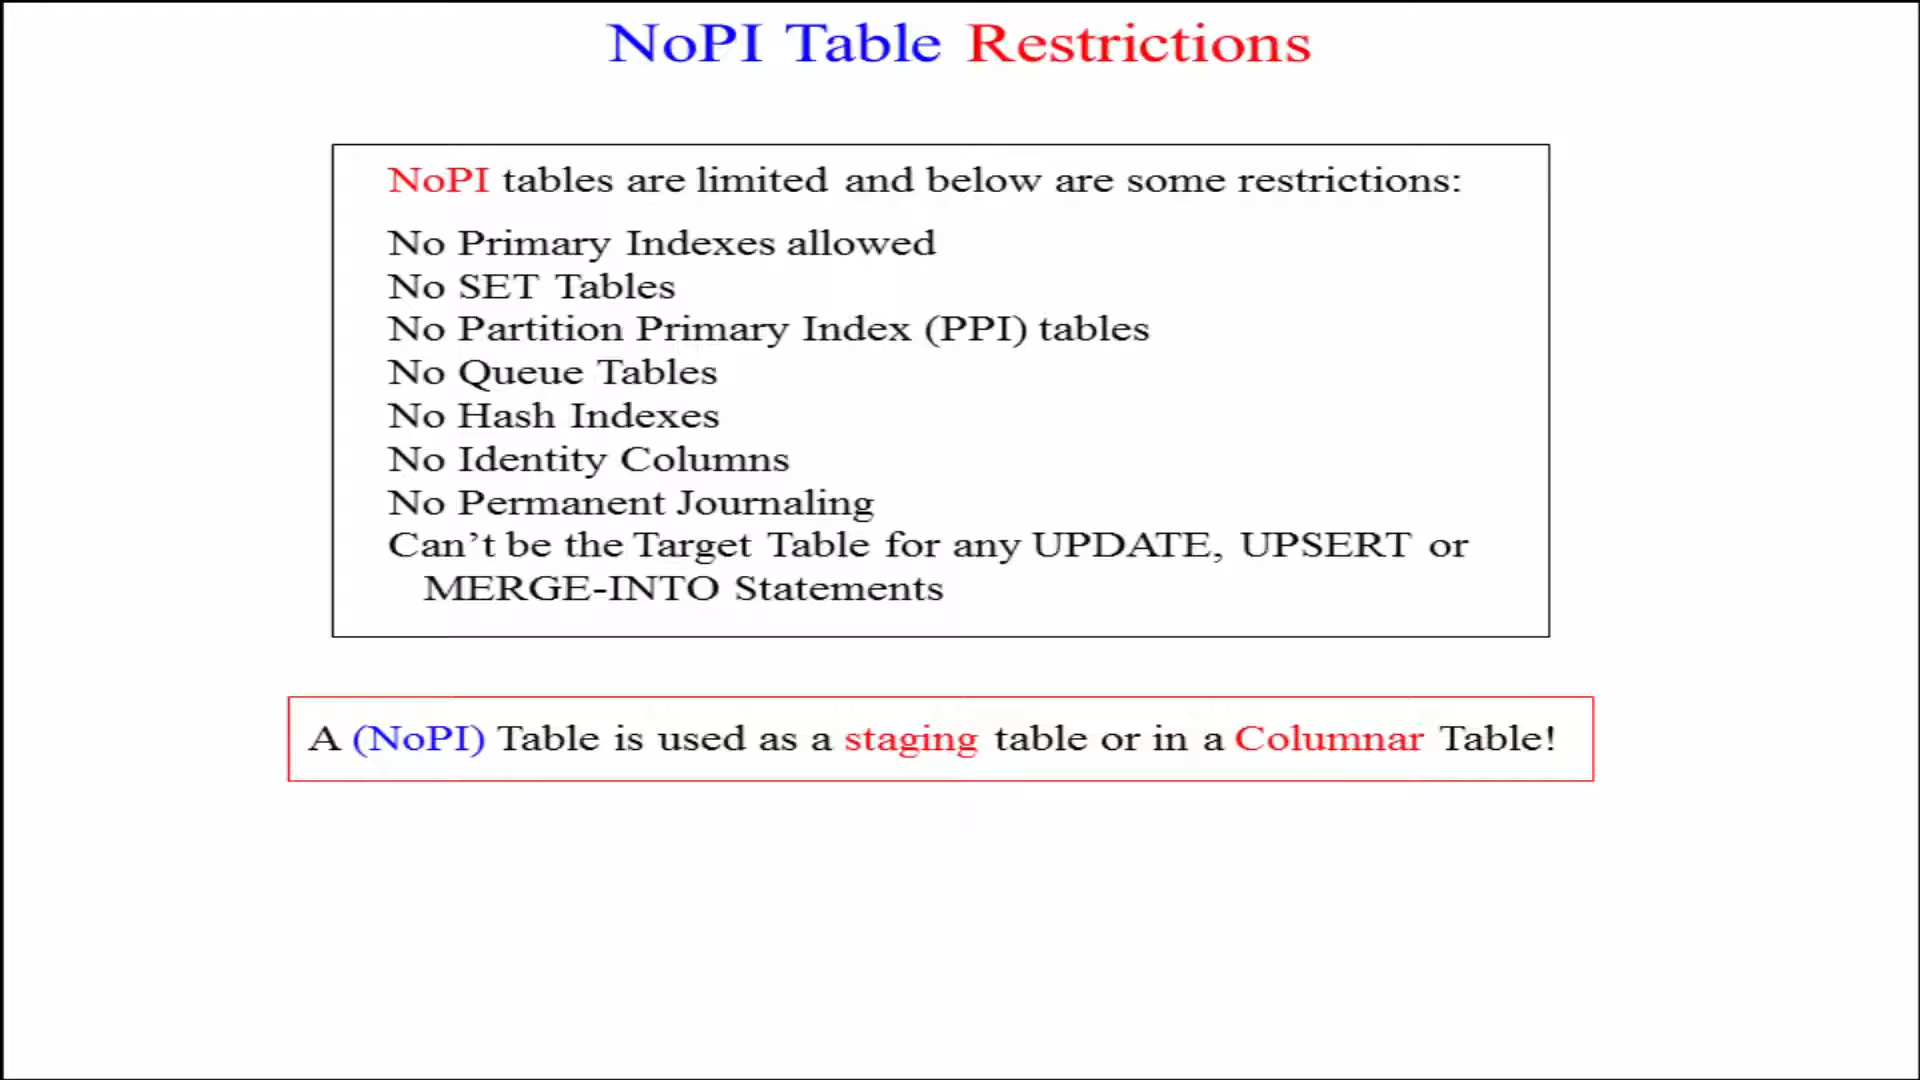 NoPI Table Restrictions
NoPI tables are limited and below are some restrictions:
No Primary Indexes allowed
No SET Tables
No Partition Primary Index (PPI) tables
No Queue Tables
No Hash Indexes
No Identity Columns
No Permanent Journaling
Can’t be the Target Table for any UPDATE, UPSERT or
MERGE-INTO Statements
A (NoPI) Table is used as a staging table or in a Columnar Table!